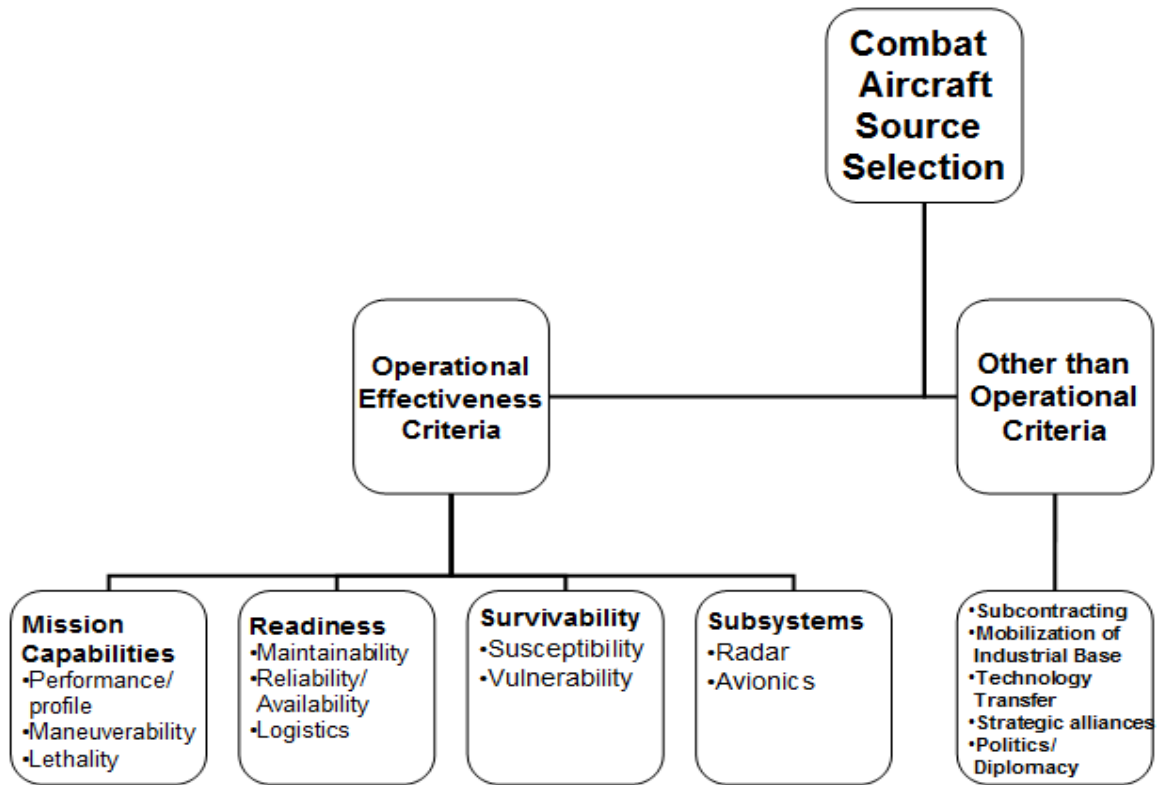 Combat
Aircraft
Source
Selection
Operational
Effectiveness
Criteria
Other than
Operational
Criteria
Mission
Capabilities
•Performance/
profile
•Maneuverability
•Lethality
Readiness
•Maintainability
•Reliability/
Availability
•Logistics
Survivability
•Susceptibility
•Vulnerability
Subsystems
•Radar
•Avionics
•Subcontracting
•Mobilization of
Industrial Base
•Technology
Transfer
•Strategic alliances
•Politics/
Diplomacy